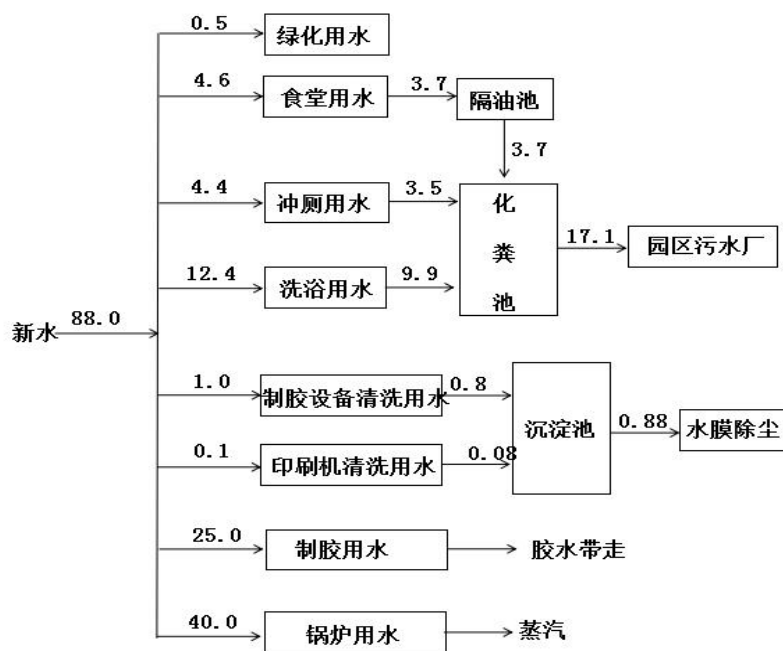 0.5
绿化用水
4.6
食堂用水
3.7
隔油池
3.7
4.4
冲厕用水
3.5
化粪池
17.1
园区污水厂
12.4
洗浴用水
9.9
新水
88.0
1.0
制胶设备清洗用水
0.8
沉淀池
0.88
水膜除尘
0.1
印刷机清洗用水
0.08
25.0
制胶用水
胶水带走
40.0
锅炉用水
蒸汽